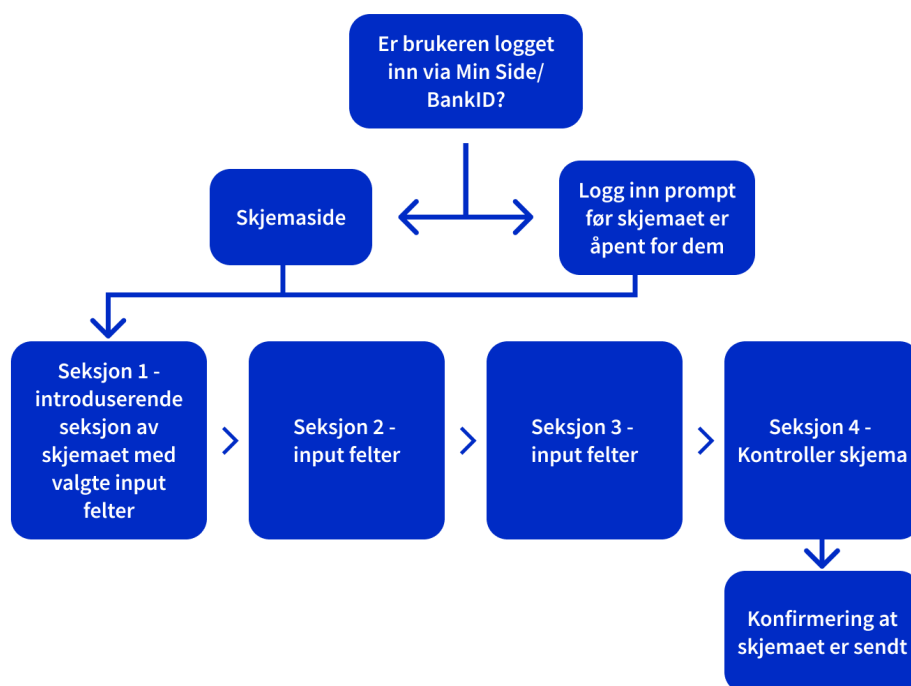 Er brukeren logget
inn via Min Side/
BankID?
Skjemaside
Logg inn prompt
før skjemaet er
åpent for dem
Seksjon 1 -
introduserende
seksjon av
skjemaet med
valgte input
felter
Seksjon 2 -
input felter
Seksjon 3 -
input felter
Seksjon 4 -
Kontroller skjema
Konfirmering at
skjemaet er sendt